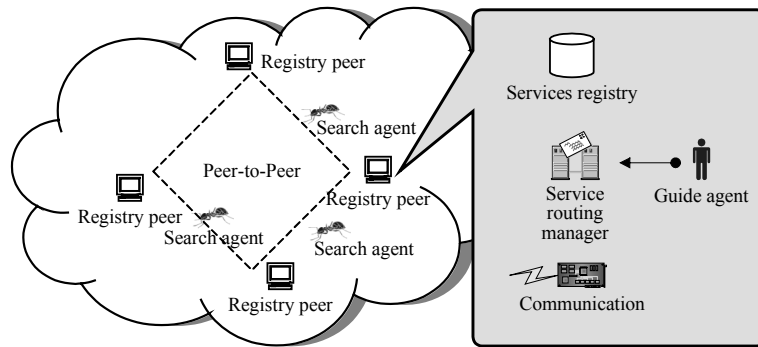 Registry peer
Search agent
Peer-to-Peer
Registry peer
Registry peer
Search agent
Search agent
Registry peer
Services registry
Service
routing
manager
Guide agent
Communication